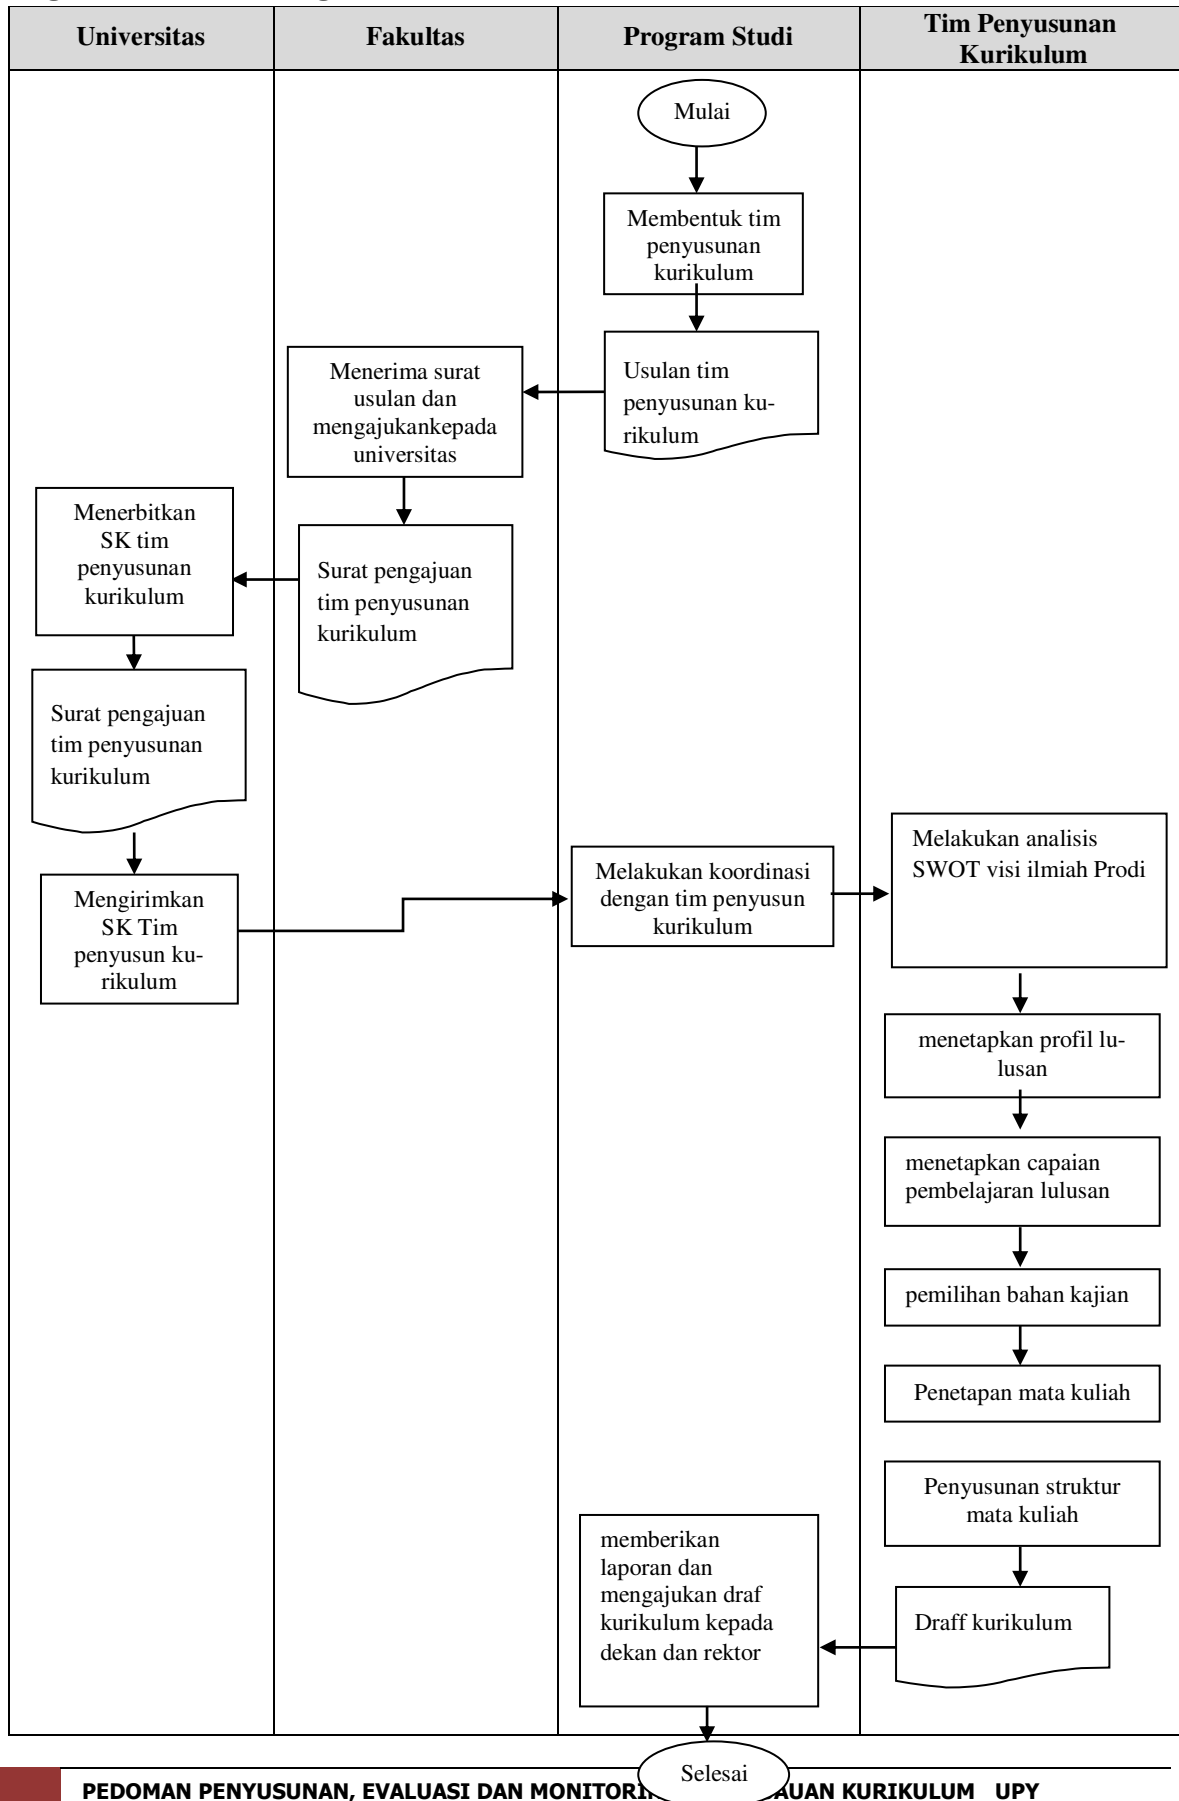 Universitas
Fakultas
Program Studi
Tim Penyusunan
Kurikulum
Mulai
Membentuk tim
penyusunan
kurikulum
Usulan tim
penyusunan ku-
rikulum
Menerima surat
usulan dan
mengajukankepada
universitas
Surat pengajuan
tim penyusunan
kurikulum
Menerbitkan
SK tim
penyusunan
kurikulum
Surat pengajuan
tim penyusunan
kurikulum
Mengirimkan
SK Tim
penyusun ku-
rikulum
Melakukan koordinasi
dengan tim penyusun
kurikulum
Melakukan analisis
SWOT visi ilmiah Prodi
menetapkan profil lu-
lusan
menetapkan capaian
pembelajaran lulusan
pemilihan bahan kajian
Penetapan mata kuliah
Penyusunan struktur
mata kuliah
Draff kurikulum
memberikan
laporan dan
mengajukan draf
kurikulum kepada
dekan dan rektor
Selesai
PEDOMAN PENYUSUNAN, EVALUASI DAN KURIKULUM UPY